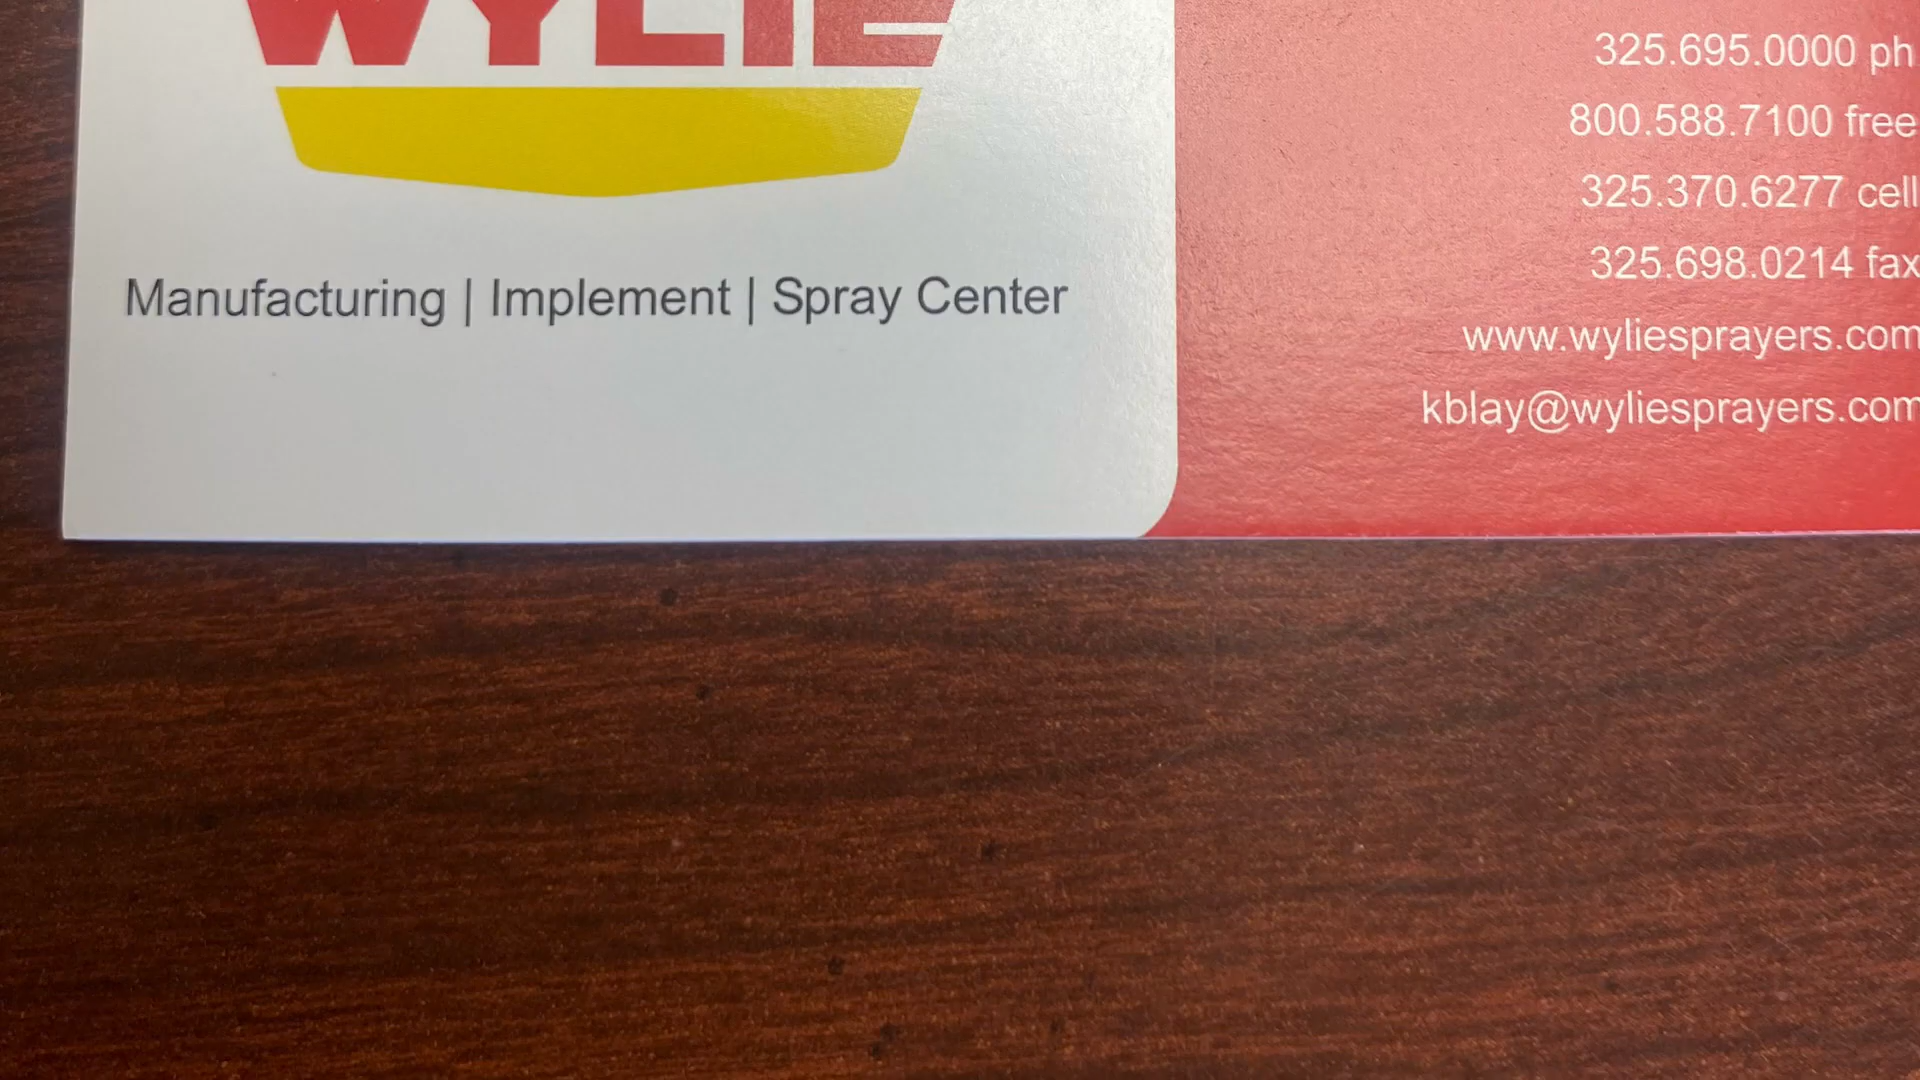 WYLIE
Manufacturing | Implement | Spray Center
325.695.0000 ph
800.588.7100 free
325.370.6277 cell
325.698.0214 fax
www.wyliesprayers.com
kblay@wyliesprayers.com